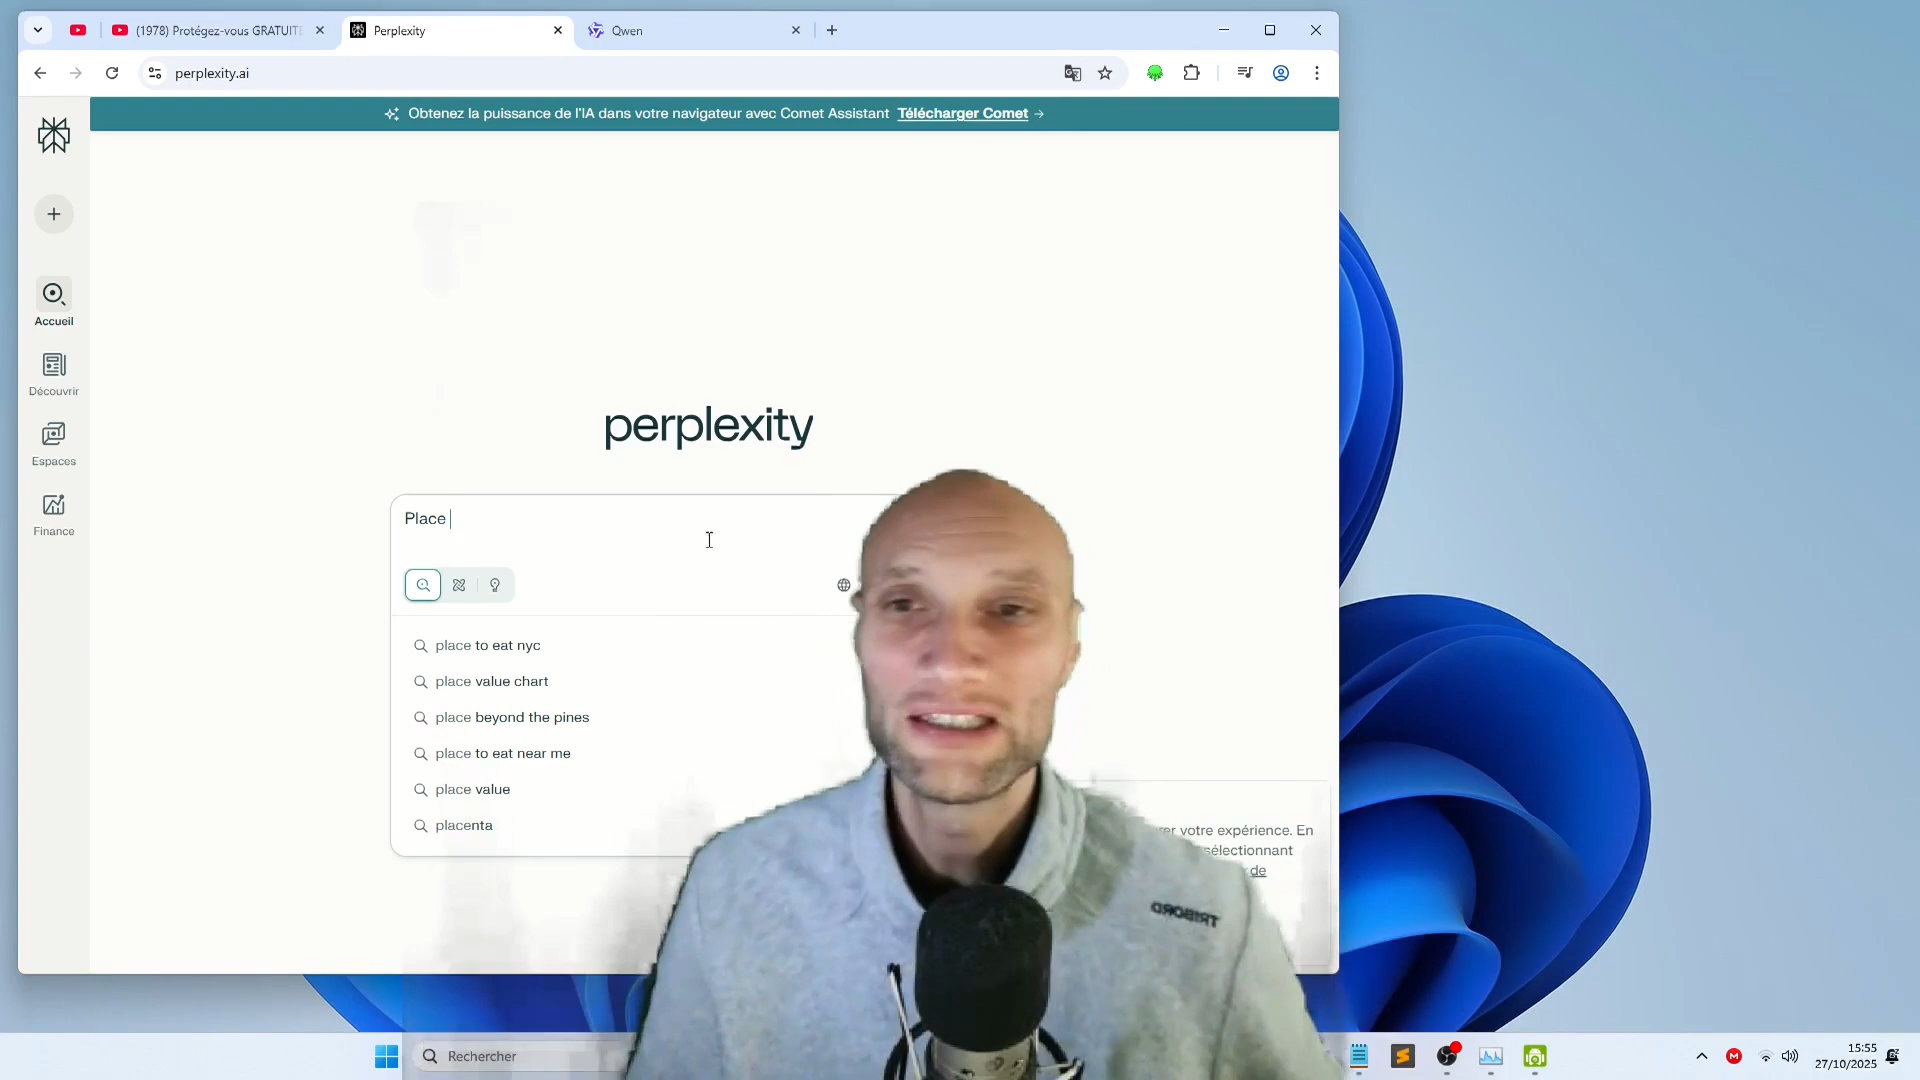 (1978) Protégez-vous GRATUITE
Perplexity
Qwen
perplexity.ai
Obtenez la puissance de l'IA dans votre navigateur avec Comet Assistant Télécharger Comet →
Accueil
Découvrir
Espaces
Finance
perplexity
Place
place to eat nyc
place value chart
place beyond the pines
place to eat near me
place value
placenta
votre expérience. En
sélectionnant
de
TRIBORD
Rechercher
15:55
27/10/2025